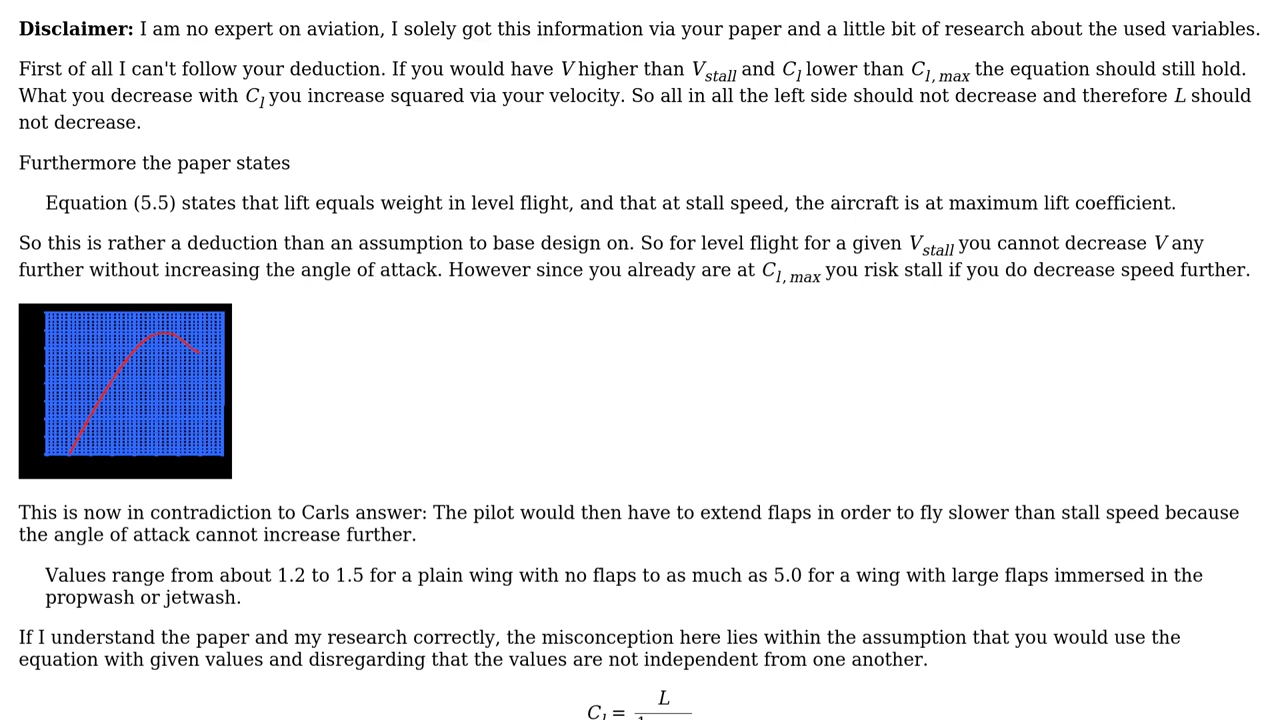 Disclaimer: I am no expert on aviation, I solely got this information via your paper and a little bit of research about the used variables.
First of all I can't follow your deduction. If you would have V higher than V_stall and C_l lower than C_l,max the equation should still hold.
What you decrease with C_l you increase squared via your velocity. So all in all the left side should not decrease and therefore L should
not decrease.
Furthermore the paper states
Equation (5.5) states that lift equals weight in level flight, and that at stall speed, the aircraft is at maximum lift coefficient.
So this is rather a deduction than an assumption to base design on. So for level flight for a given V_stall you cannot decrease V any
further without increasing the angle of attack. However since you already are at C_l,max you risk stall if you do decrease speed further.
This is now in contradiction to Carls answer: The pilot would then have to extend flaps in order to fly slower than stall speed because
the angle of attack cannot increase further.
Values range from about 1.2 to 1.5 for a plain wing with no flaps to as much as 5.0 for a wing with large flaps immersed in the
propwash or jetwash.
If I understand the paper and my research correctly, the misconception here lies within the assumption that you would use the
equation with given values and disregarding that the values are not independent from one another.
C_l = L